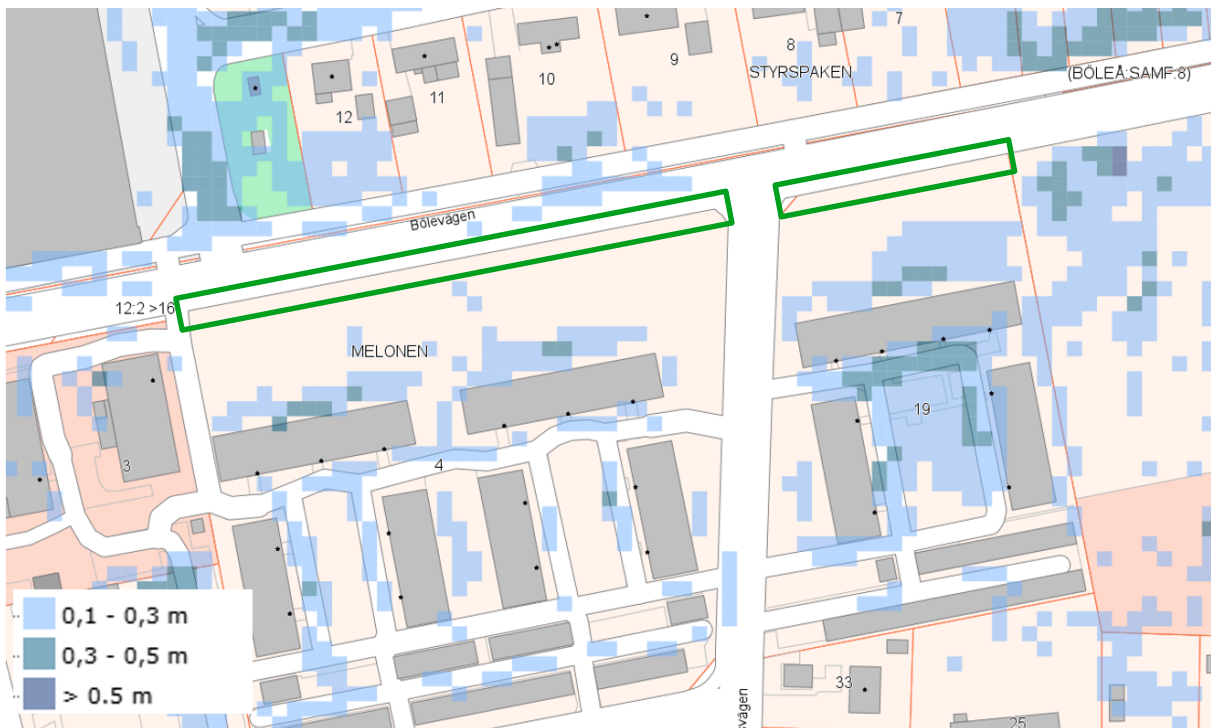 7
8
STYRSPAKEN
(BÖLEÅ:SAMF:8)
9
10
11
12
Bölevägen
12:2 >16
MELONEN
19
3
4
0,1 - 0,3 m
0,3 - 0,5 m
> 0.5 m
33
vägen
25